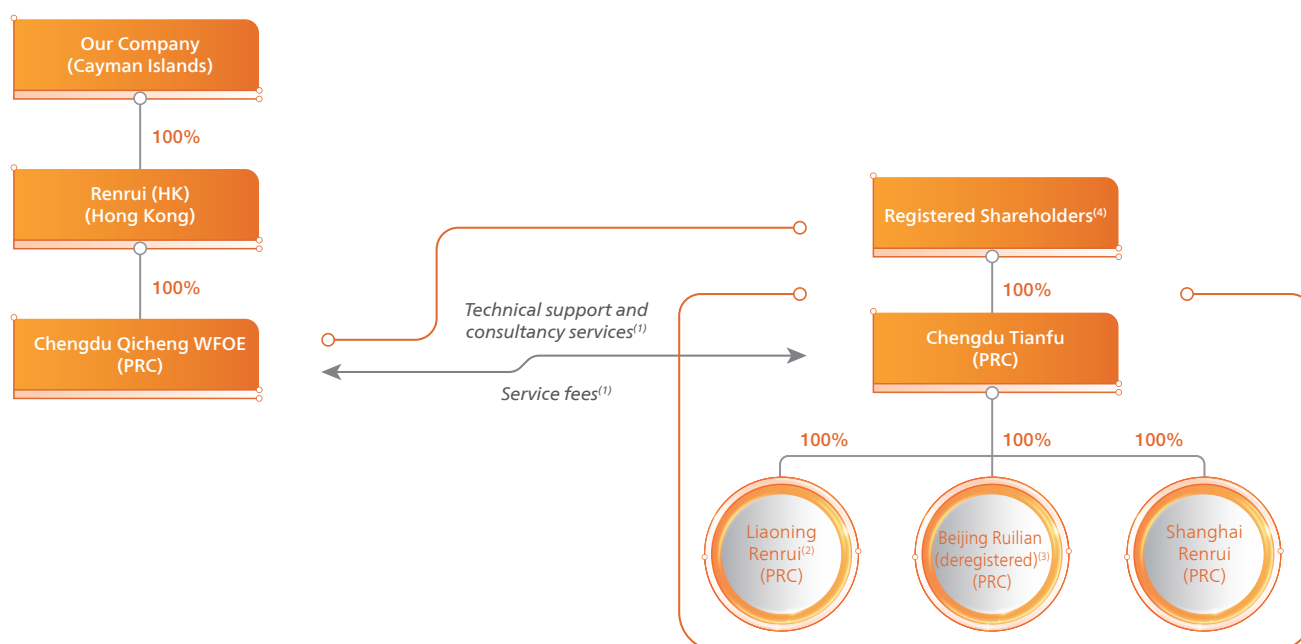 Our Company
(Cayman Islands)
100%
Renrui (HK)
(Hong Kong)
100%
Chengdu Qicheng WFOE
(PRC)
Technical support and
consultancy services(1)
Service fees(1)
Registered Shareholders(4)
100%
Chengdu Tianfu
(PRC)
100%
100%
100%
Liaoning
Renrui(2)
(PRC)
Beijing Ruilian
(deregistered)(3)
(PRC)
Shanghai
Renrui
(PRC)